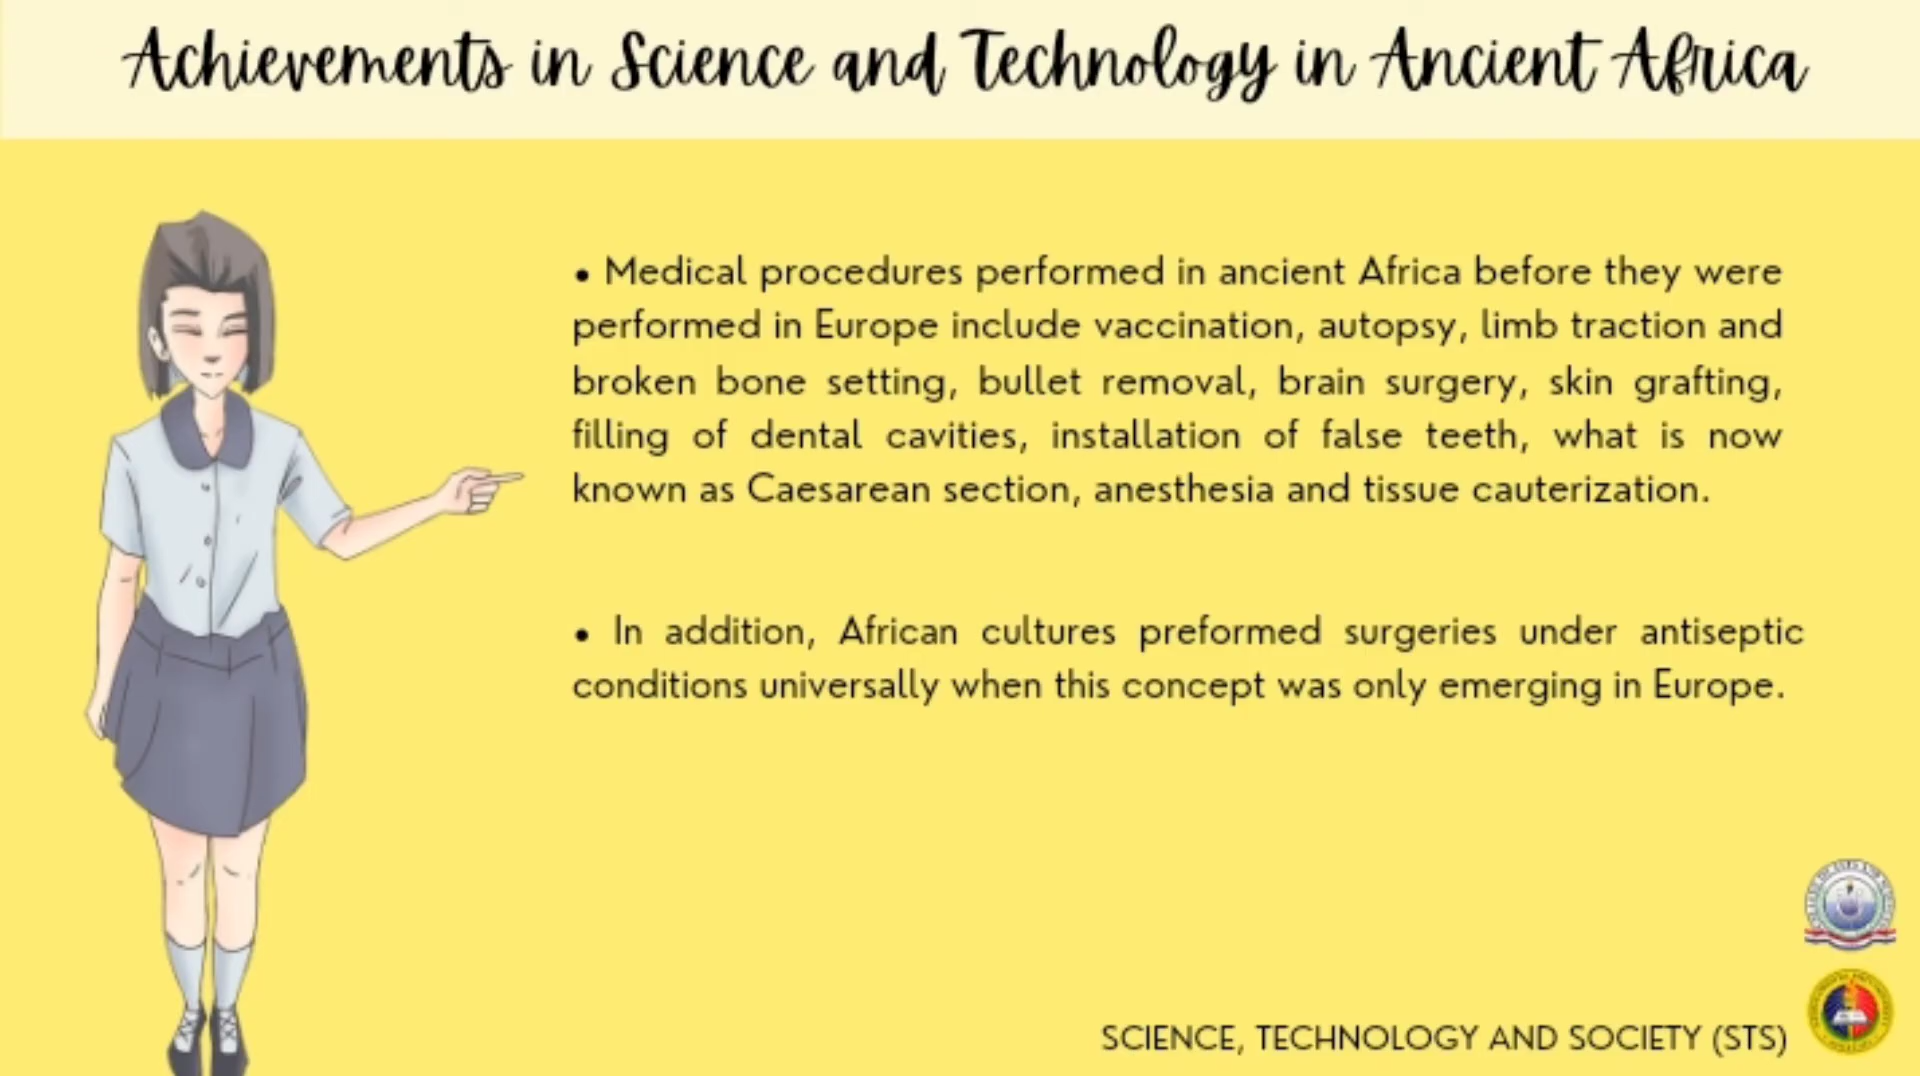 Achievements in Science and Technology in Ancient Africa
• Medical procedures performed in ancient Africa before they were
performed in Europe include vaccination, autopsy, limb traction and
broken bone setting, bullet removal, brain surgery, skin grafting,
filling of dental cavities, installation of false teeth, what is now
known as Caesarean section, anesthesia and tissue cauterization.
• In addition, African cultures preformed surgeries under antiseptic
conditions universally when this concept was only emerging in Europe.
SCIENCE, TECHNOLOGY AND SOCIETY (STS)